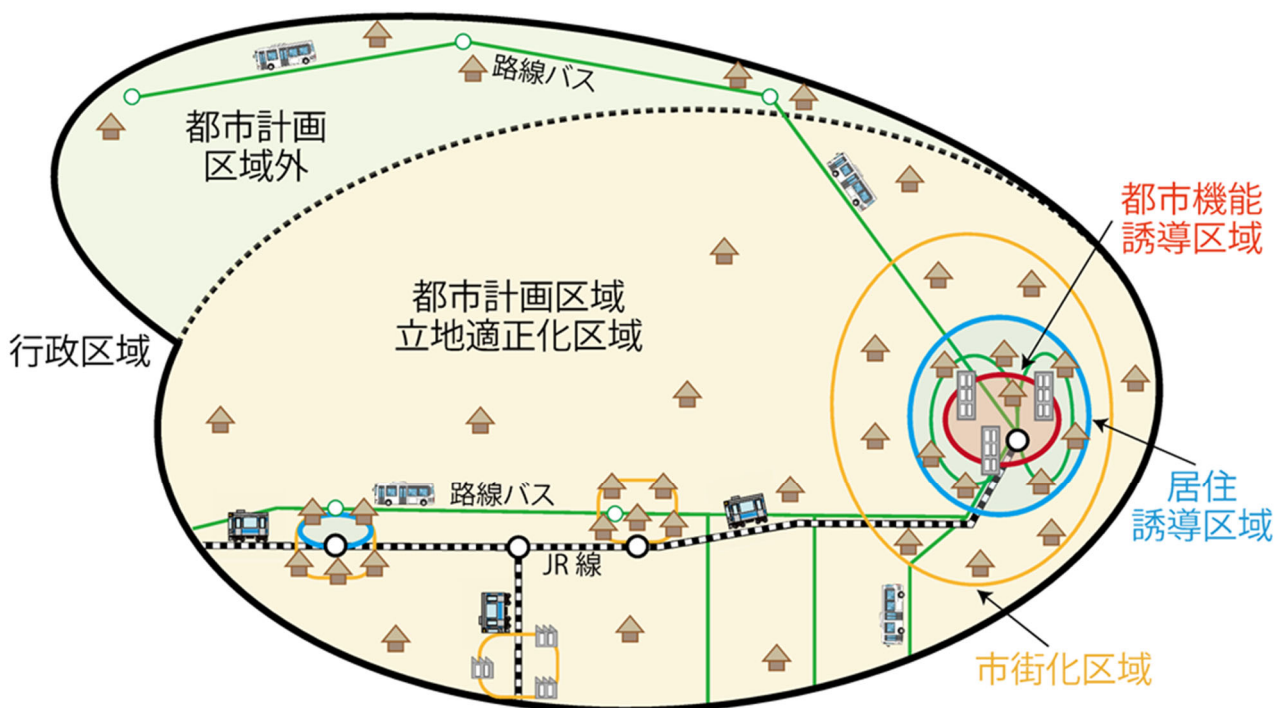 路線バス
都市計画
区域外
都市機能
誘導区域
都市計画区域
立地適正化区域
行政区域
路線バス
居住
誘導区域
JR線
市街化区域